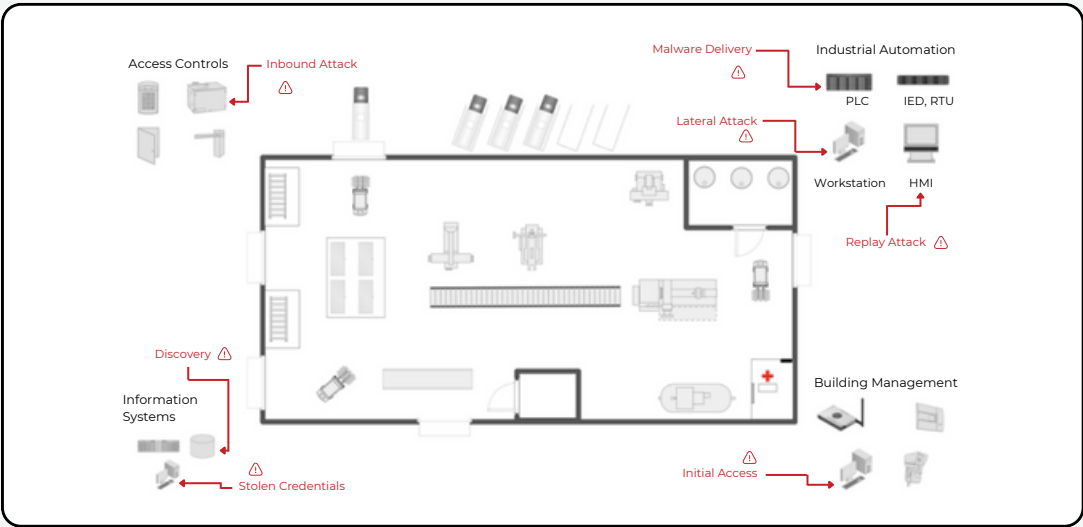 Access Controls
Inbound Attack
Malware Delivery
Industrial Automation
PLC
IED, RTU
Lateral Attack
Workstation
HMI
Replay Attack
Discovery
Information
Systems
Stolen Credentials
Building Management
Initial Access